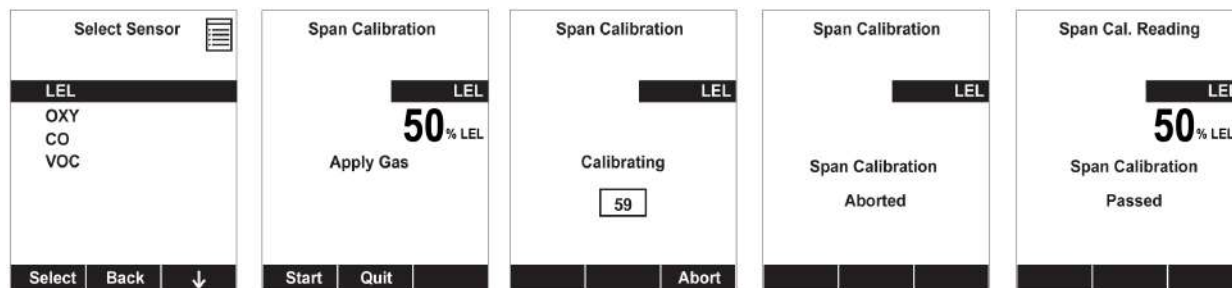 Select Sensor
LEL
OXY
CO
VOC
Select Back ↓
Span Calibration
LEL
50 % LEL
Apply Gas
Start Quit
Span Calibration
LEL
Calibrating
59
Abort
Span Calibration
LEL
Span Calibration
Aborted
Span Cal. Reading
LEL
50 % LEL
Span Calibration
Passed